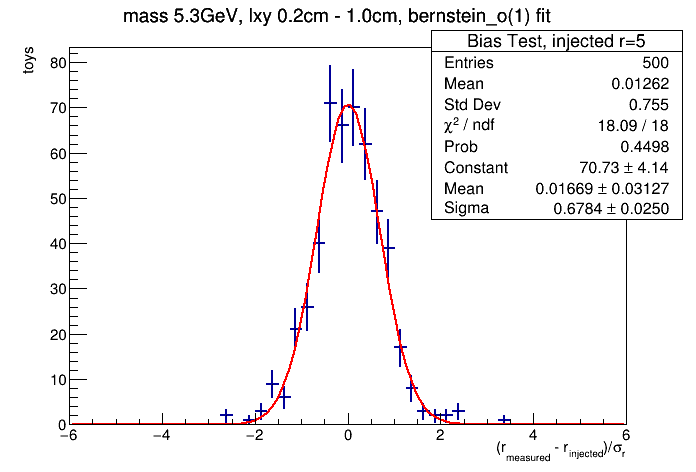 mass 5.3GeV, lxy 0.2cm - 1.0cm, bernstein_o(1) fit
Bias Test, injected r=5
Entries 500
Mean 0.01262
Std Dev 0.755
χ² / ndf 18.09 / 18
Prob 0.4498
Constant 70.73 ± 4.14
Mean 0.01669 ± 0.03127
Sigma 0.6784 ± 0.0250
toys
80
70
60
50
40
30
20
10
0
−6 −4 −2 0 2 4 6
(r_measured - r_injected)/σ_r